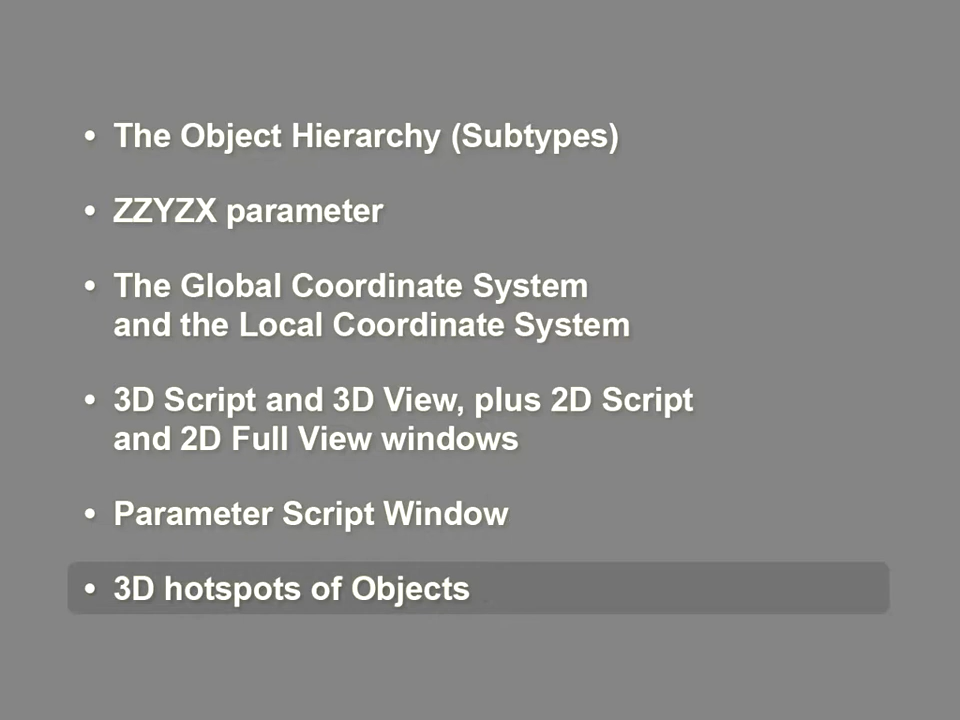 • The Object Hierarchy (Subtypes)
• ZZYZX parameter
• The Global Coordinate System
and the Local Coordinate System
• 3D Script and 3D View, plus 2D Script
and 2D Full View windows
• Parameter Script Window
• 3D hotspots of Objects